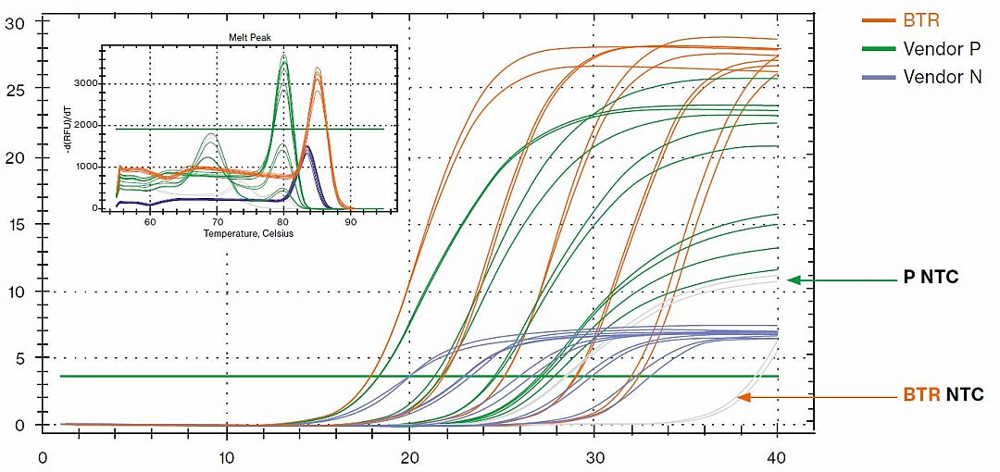 30
25
20
15
10
5
0
0 10 20 30 40
Melt Peak
-d(RFU)/dT
3000
2000
1000
0
60 70 80 90
Temperature, Celsius
BTR
Vendor P
Vendor N
P NTC
BTR NTC